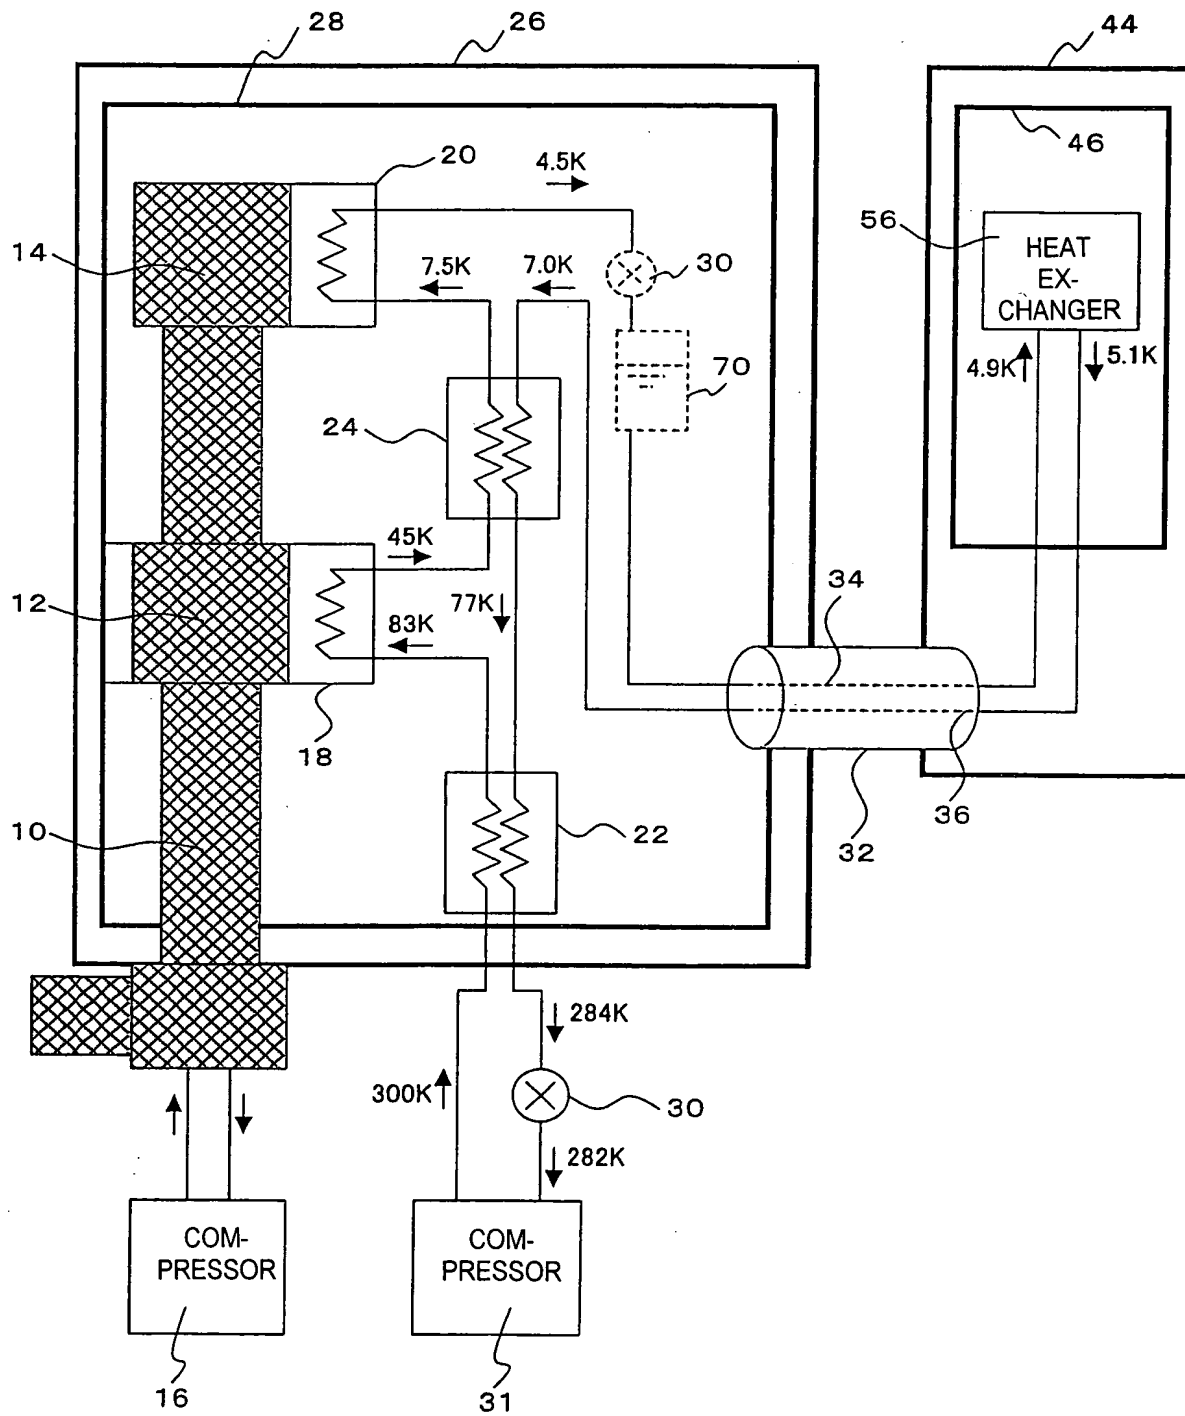 28
26
44
20
4.5K
46
14
7.5K
7.0K
30
56
HEAT
EX-
CHANGER
70
4.9K
5.1K
24
45K
34
12
77K
83K
18
10
22
36
32
284K
300K
30
282K
COM-
PRESSOR
COM-
PRESSOR
16
31